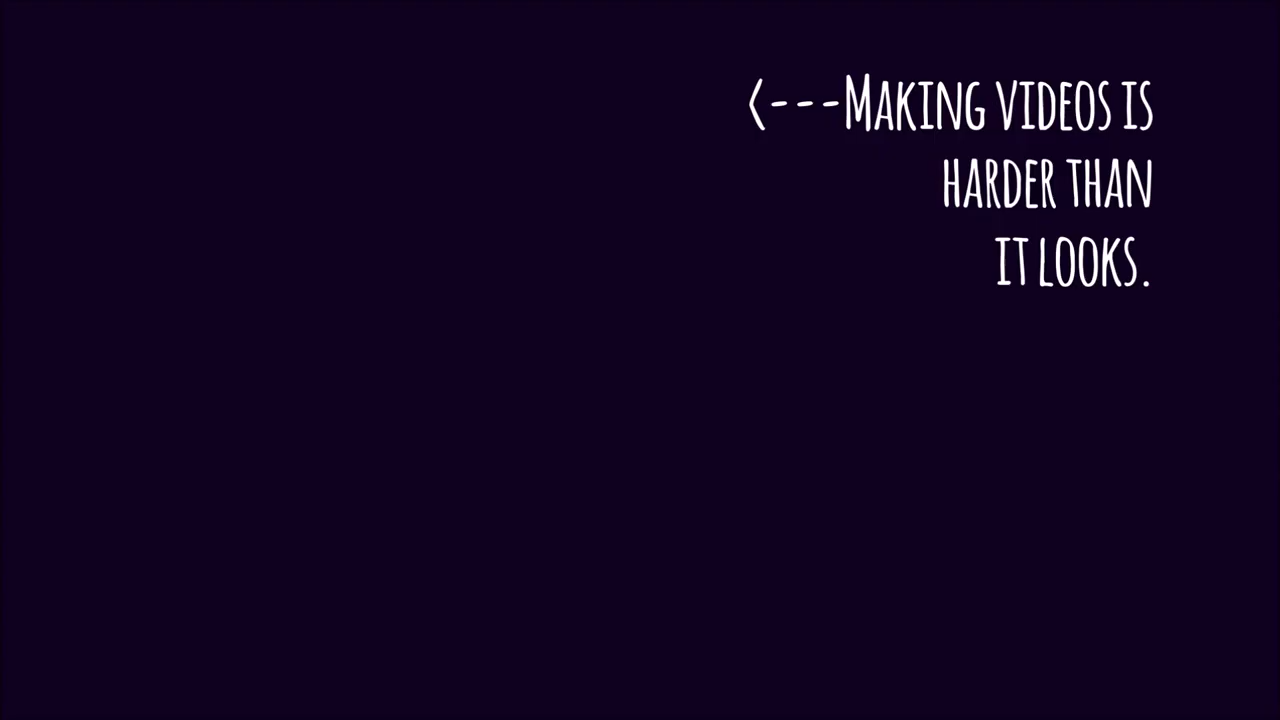 <---Making videos is
harder than
it looks.